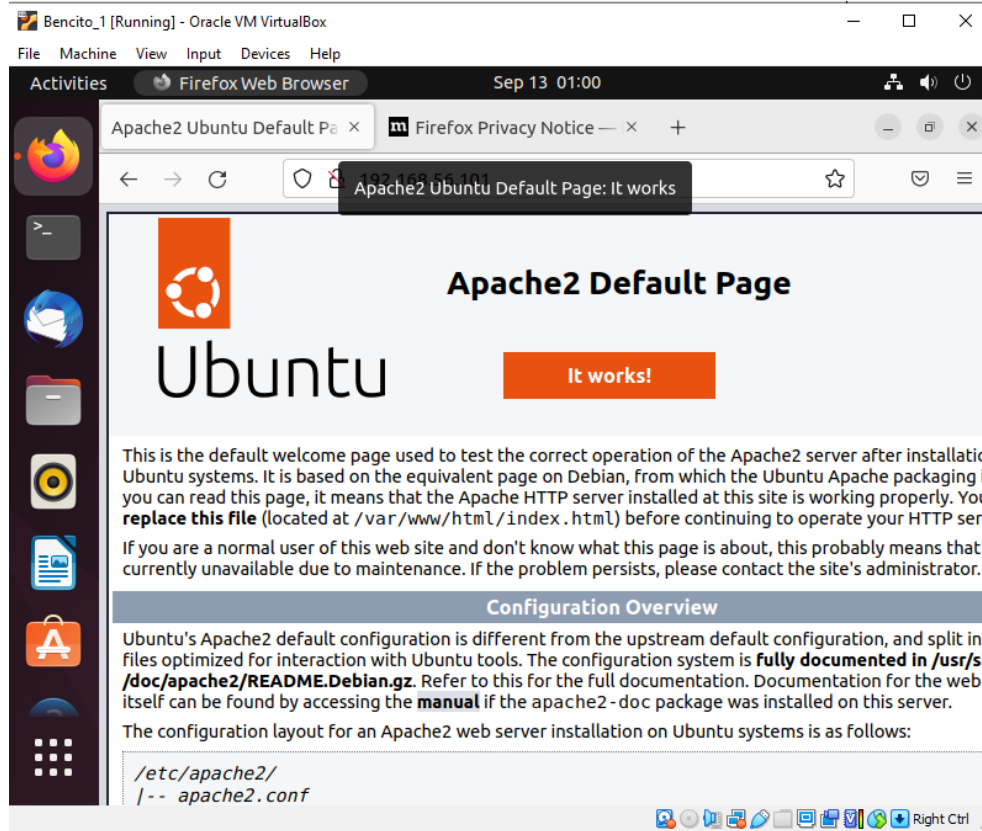 Bencito_1 [Running] - Oracle VM VirtualBox
File Machine View Input Devices Help
Activities Firefox Web Browser Sep 13 01:00
Apache2 Ubuntu Default Pa Firefox Privacy Notice —
192.168.56.101
Apache2 Ubuntu Default Page: It works
Apache2 Default Page
Ubuntu
It works!
This is the default welcome page used to test the correct operation of the Apache2 server after
Ubuntu systems. It is based on the equivalent page on Debian, from which the Ubuntu Apache packaging
you can read this page, it means that the Apache HTTP server installed at this site is working properly.
replace this file (located at /var/www/html/index.html) before continuing to operate your HTTP
If you are a normal user of this web site and don't know what this page is about, this probably means that
currently unavailable due to maintenance. If the problem persists, please contact the site's administrator.
Configuration Overview
Ubuntu's Apache2 default configuration is different from the upstream default configuration, and split in
files optimized for interaction with Ubuntu tools. The configuration system is fully documented in /usr/s
/doc/apache2/README.Debian.gz. Refer to this for the full documentation. Documentation for the web
itself can be found by accessing the manual if the apache2-doc package was installed on this server.
The configuration layout for an Apache2 web server installation on Ubuntu systems is as follows:
/etc/apache2/
|-- apache2.conf
Right Ctrl